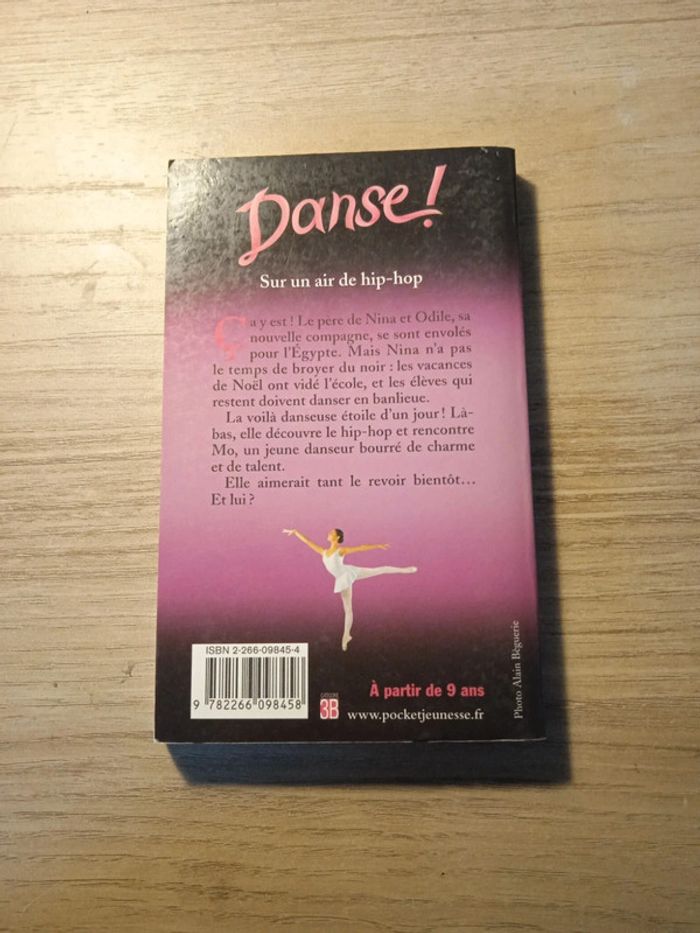 Danse!
Sur un air de hip-hop
Ça y est ! Le père de Nina et Odile, sa
nouvelle compagne, se sont envolés
pour l'Égypte. Mais Nina n'a pas
le temps de broyer du noir : les vacances
de Noël ont vidé l'école, et les élèves qui
restent doivent danser en banlieue.
La voilà danseuse étoile d'un jour ! Là-
bas, elle découvre le hip-hop et rencontre
Mo, un jeune danseur bourré de charme
et de talent.
Elle aimerait tant le revoir bientôt…
Et lui ?
ISBN 2-266-09845-4
9 782266 098458
CATÉGORIE
3B
À partir de 9 ans
www.pocketjeunesse.fr
Photo Alain Béguerie